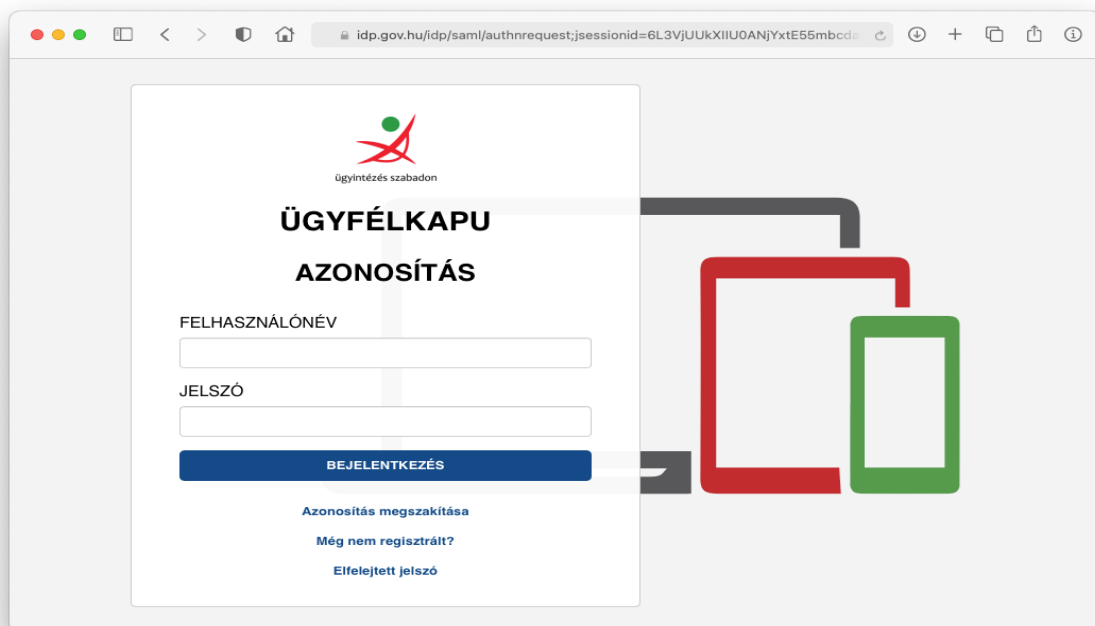 idp.gov.hu/idp/saml/authnrequest;jsessionid=6L3VjUUkXIIU0ANjYxtE55mbcda
ügyintézés szabadon
ÜGYFÉLKAPU
AZONOSÍTÁS
FELHASZNÁLÓNÉV
JELSZÓ
BEJELENTKEZÉS
Azonosítás megszakítása
Még nem regisztrált?
Elfelejtett jelszó